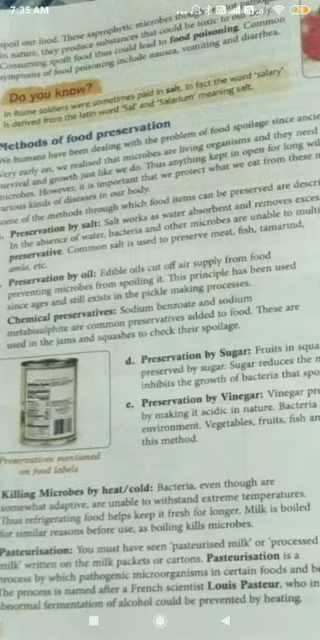 7:35 AM
spoil our food. These saprophytic microbes
in nature, they produce substances that could be toxic to our
Consuming spoilt food thus could lead to food poisoning. Common
symptoms of food poisoning include nausea, vomiting and diarrhea.
Do you know?
In Rome soldiers were sometimes paid in salt. In fact the word 'salary'
is derived from the latin word 'Sal' and 'Salarium' meaning salt.
Methods of food preservation
We humans have been dealing with the problem of food spoilage since
Very early on, we realised that microbes are living organisms and they need
survival and growth just like we do. Thus anything kept in open for long
microbes. However, it is important that we protect what we eat from these
various kinds of diseases in our body.
Some of the methods through which food items can be preserved are
Preservation by salt: Salt works as water absorbent and removes
In the absence of water, bacteria and other microbes are unable to
preservative. Common salt is used to preserve meat, fish, tamarind,
amla, etc.
Preservation by oil: Edible oils cut off air supply from food
preventing microbes from spoiling it. This principle has been used
since ages and still exists in the pickle making processes.
Chemical preservatives: Sodium benzoate and sodium
metabisulphite are common preservatives added to food. These are
used in the jams and squashes to check their spoilage.
d. Preservation by Sugar: Fruits in
preserved by sugar. Sugar reduces the
inhibits the growth of bacteria that
e. Preservation by Vinegar: Vinegar
by making it acidic in nature. Bacteria
environment. Vegetables, fruits, fish
this method.
Preservatives mentioned
on food labels
Killing Microbes by heat/cold: Bacteria, even though are
somewhat adaptive, are unable to withstand extreme temperatures.
Thus refrigerating food helps keep it fresh for longer. Milk is boiled
for similar reasons before use, as boiling kills microbes.
Pasteurisation: You must have seen 'pasteurised milk' or 'processed
milk' written on the milk packets or cartons. Pasteurisation is a
process by which pathogenic microorganisms in certain foods and
The process is named after a French scientist Louis Pasteur, who in
abnormal fermentation of alcohol could be prevented by heating.